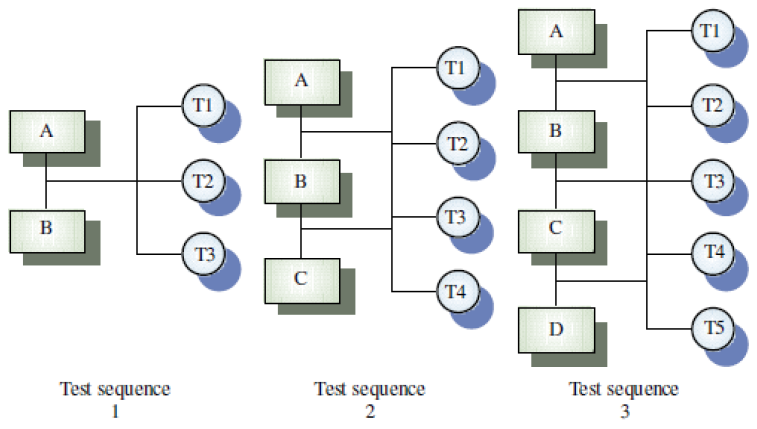 A
B
T1
T2
T3
Test sequence
1
A
B
C
T1
T2
T3
T4
Test sequence
2
A
B
C
D
T1
T2
T3
T4
T5
Test sequence
3